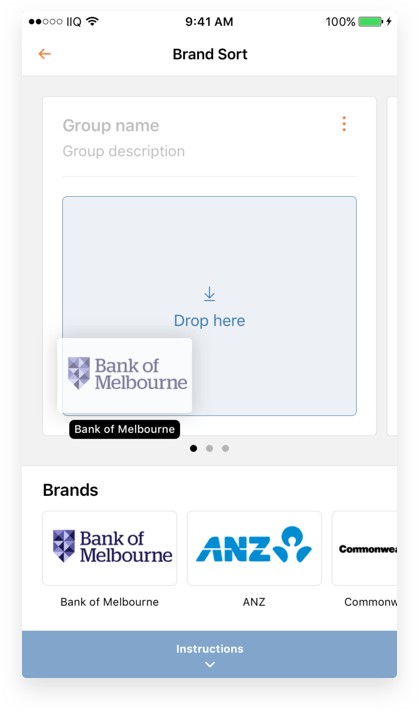 IIQ
9:41 AM
100%
Brand Sort
Group name
Group description
Drop here
Bank of
Melbourne
Bank of Melbourne
Brands
Bank of
Melbourne
ANZ
Commonwea
Bank of Melbourne
ANZ
Commonw
Instructions